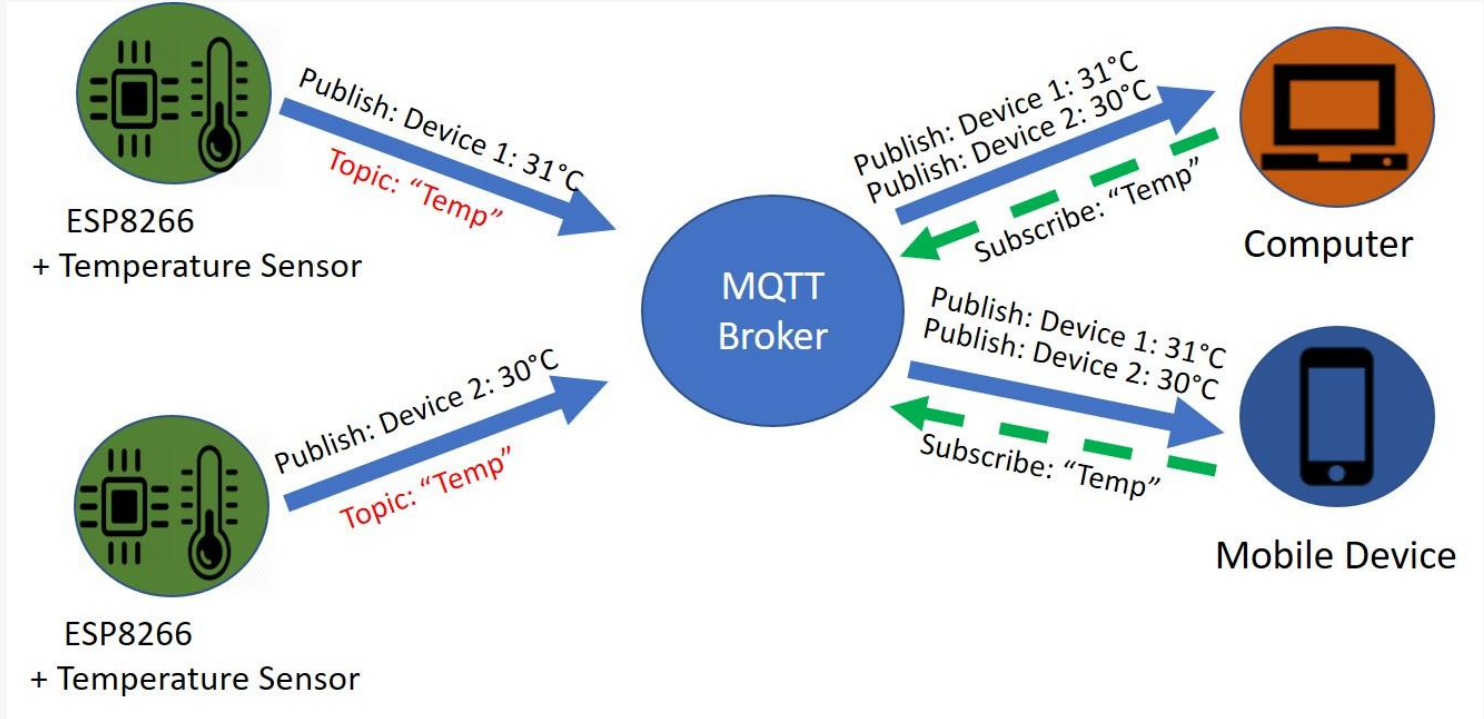 Publish: Device 1: 31°C
Topic: “Temp”
ESP8266
+ Temperature Sensor
Publish: Device 2: 30°C
Topic: “Temp”
ESP8266
+ Temperature Sensor
MQTT
Broker
Publish: Device 1: 31°C
Publish: Device 2: 30°C
Subscribe: “Temp”
Computer
Publish: Device 1: 31°C
Publish: Device 2: 30°C
Subscribe: “Temp”
Mobile Device